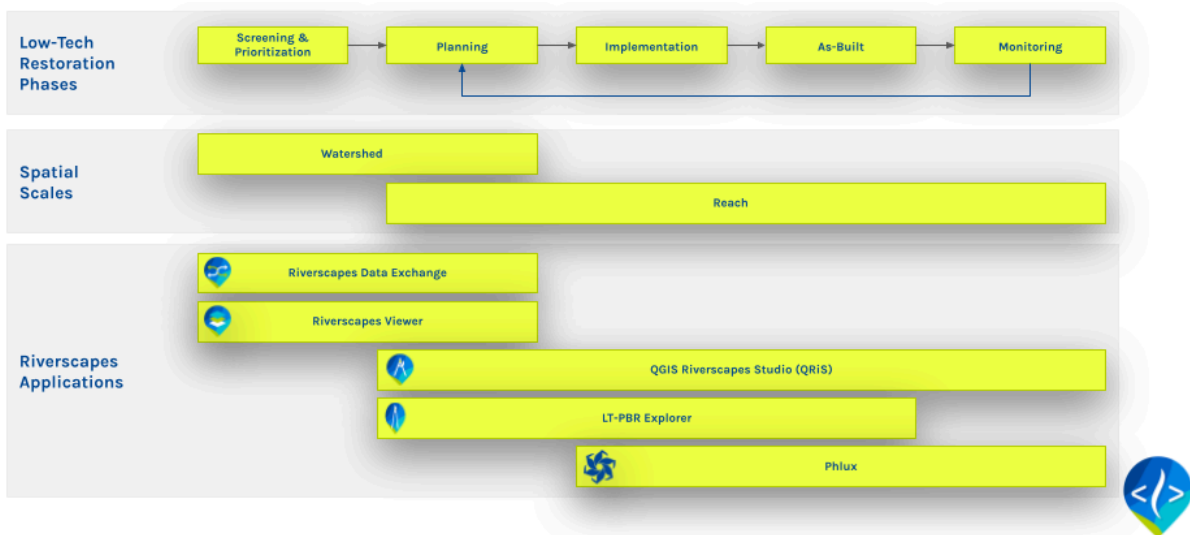 Low-Tech
Restoration
Phases
Screening &
Prioritization
Planning
Implementation
As-Built
Monitoring
Spatial
Scales
Watershed
Reach
Riverscapes
Applications
Riverscapes Data Exchange
Riverscapes Viewer
QGIS Riverscapes Studio (QRiS)
LT-PBR Explorer
Phlux